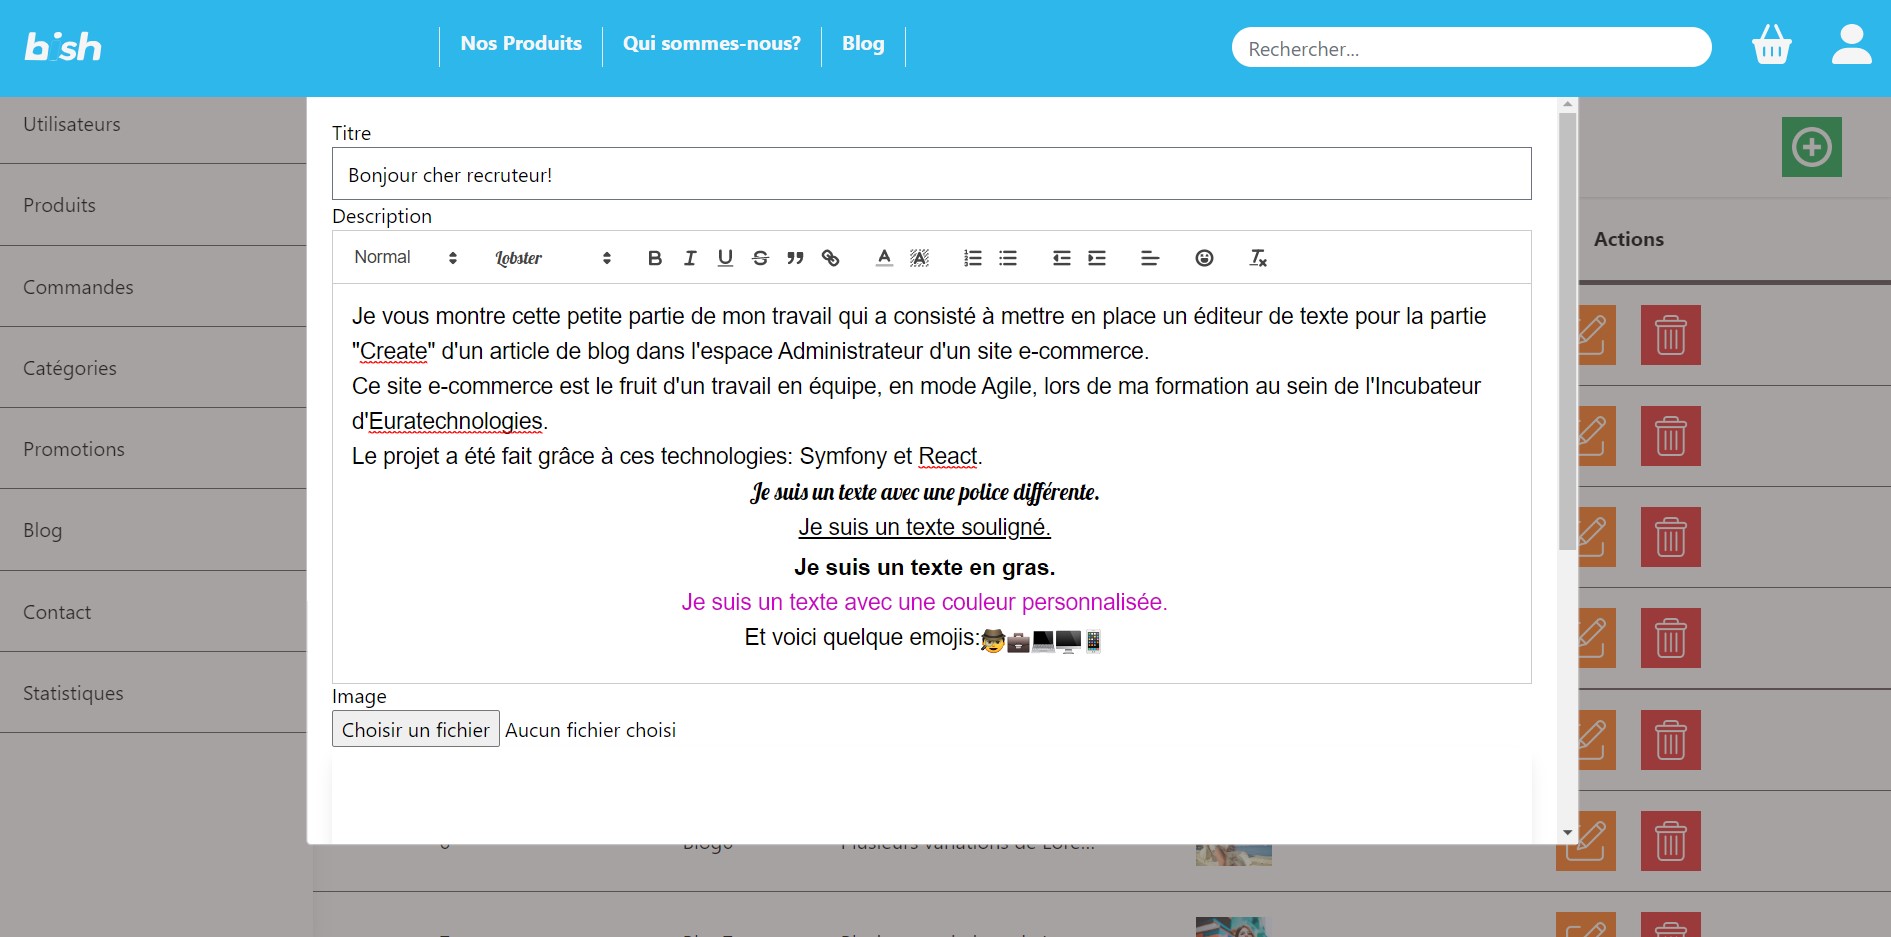 bish
Nos Produits
Qui sommes-nous?
Blog
Rechercher...
Utilisateurs
Produits
Commandes
Catégories
Promotions
Blog
Contact
Statistiques
Titre
Bonjour cher recruteur!
Description
Normal
Lobster
Je vous montre cette petite partie de mon travail qui a consisté à mettre en place un éditeur de texte pour la partie
"Create" d'un article de blog dans l'espace Administrateur d'un site e-commerce.
Ce site e-commerce est le fruit d'un travail en équipe, en mode Agile, lors de ma formation au sein de l'Incubateur
d'Euratechnologies.
Le projet a été fait grâce à ces technologies: Symfony et React.
Je suis un texte avec une police différente.
Je suis un texte souligné.
Je suis un texte en gras.
Je suis un texte avec une couleur personnalisée.
Et voici quelque emojis:🕵💼💻🖥📱
Image
Choisir un fichier
Aucun fichier choisi
Actions